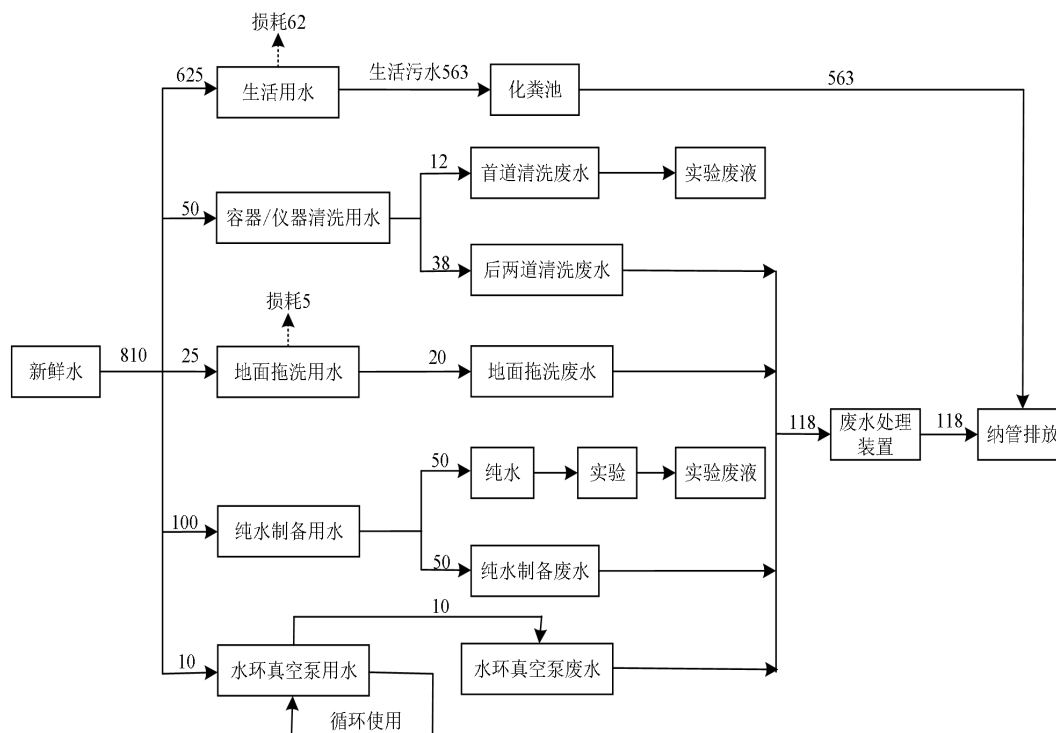 损耗62
625
生活用水
生活污水563
化粪池
563
50
容器/仪器清洗用水
12
首道清洗废水
实验废液
38
后两道清洗废水
损耗5
新鲜水
810
25
地面拖洗用水
20
地面拖洗废水
118
废水处理
装置
118
纳管排放
100
纯水制备用水
50
纯水
实验
实验废液
50
纯水制备废水
10
10
水环真空泵用水
水环真空泵废水
循环使用